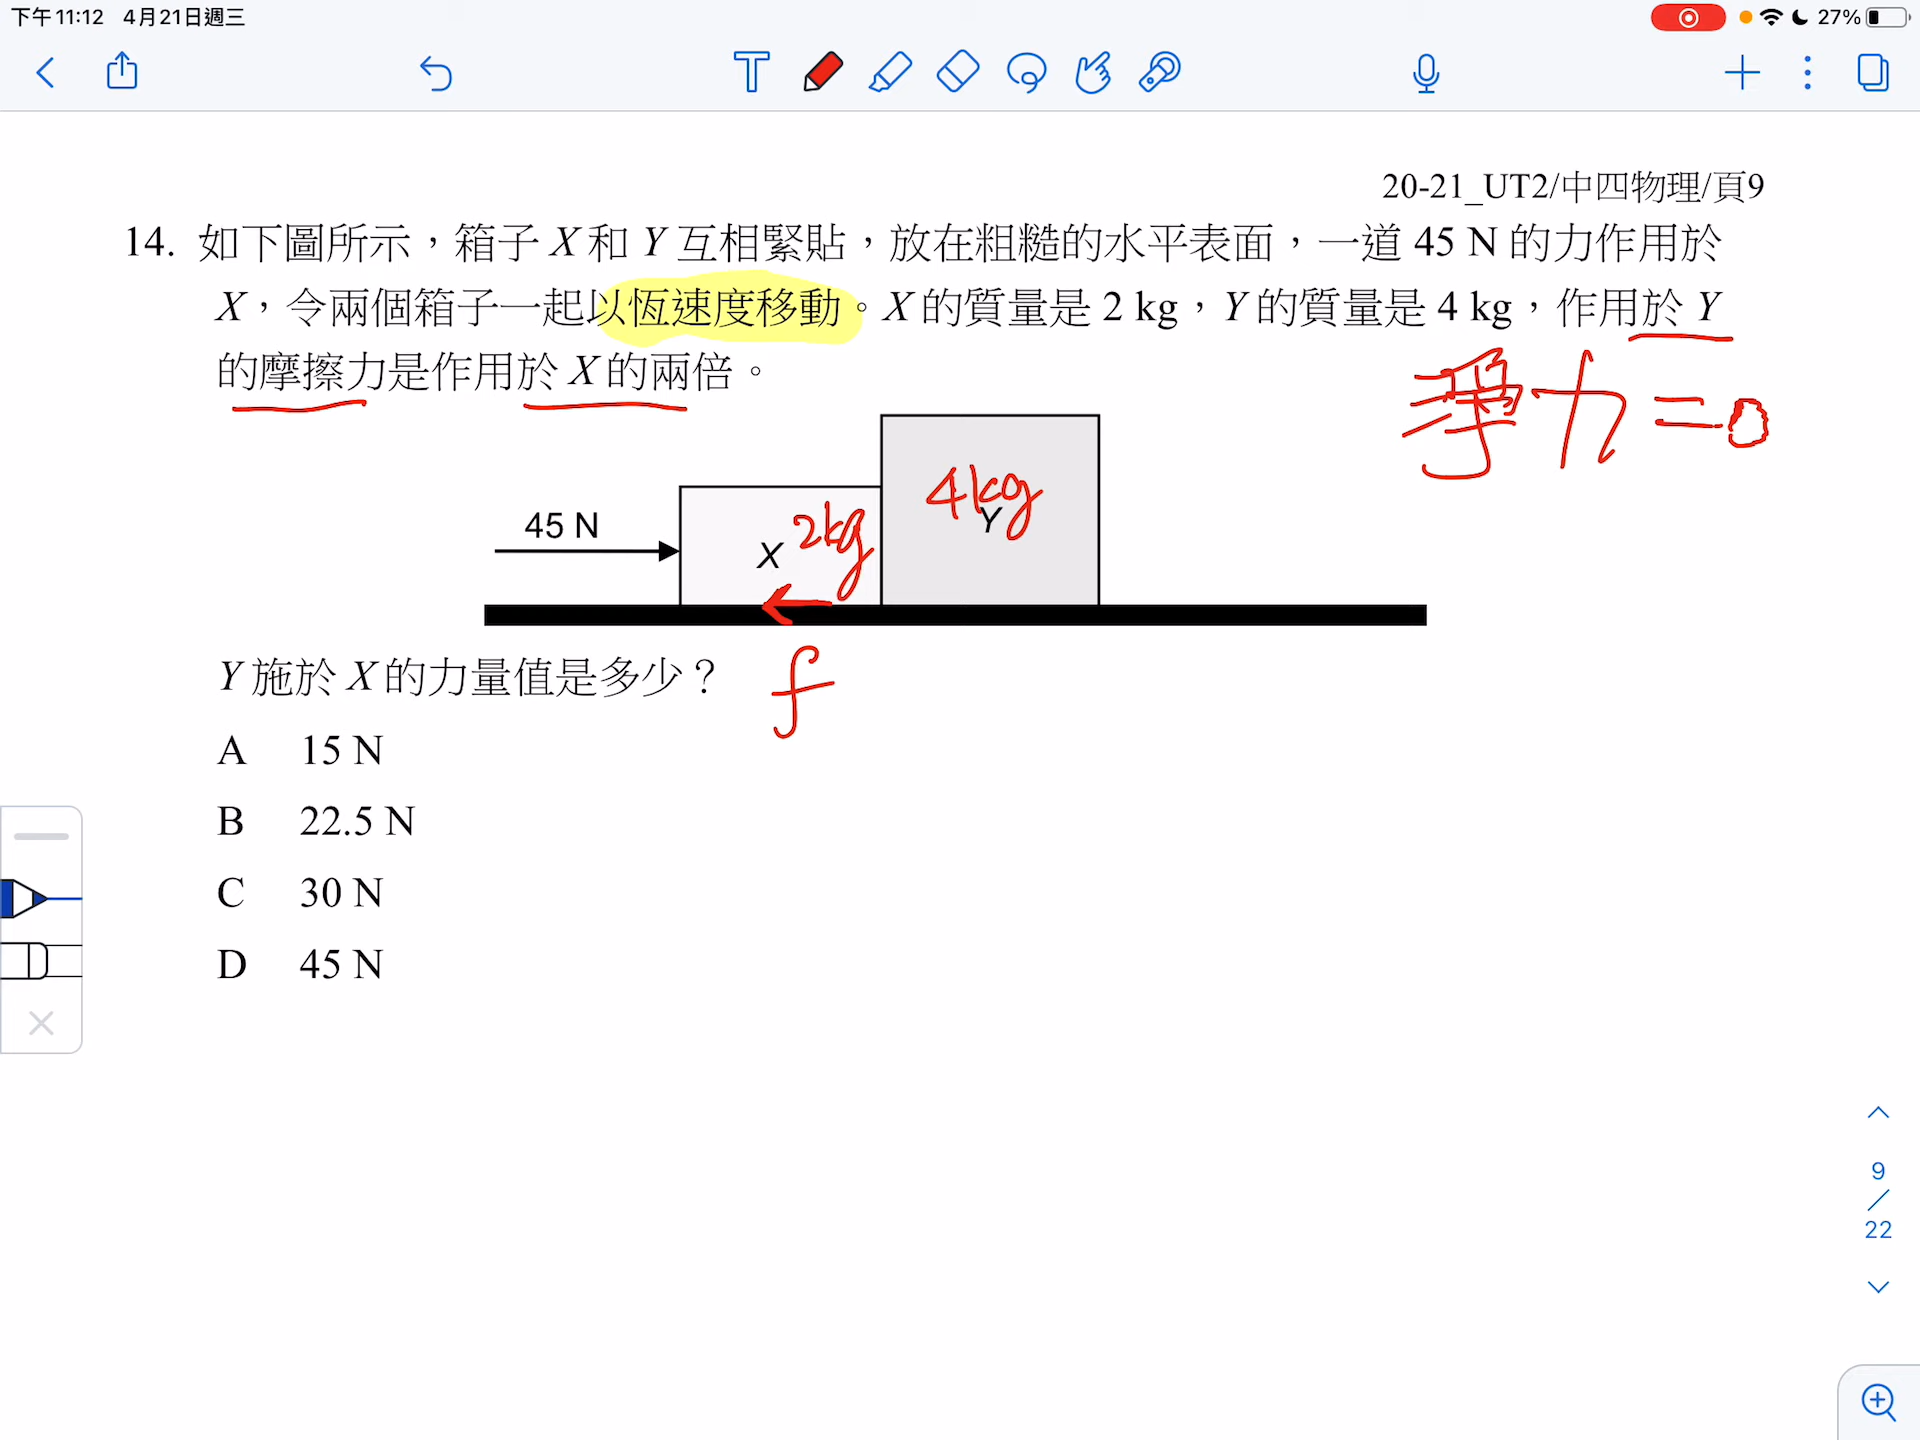 下午11:12 4月21日週三 27%
20-21_UT2/中四物理/頁9
14. 如下圖所示，箱子 X 和 Y 互相緊貼，放在粗糙的水平表面，一道 45 N 的力作用於
X，令兩個箱子一起以恆速度移動。X 的質量是 2 kg，Y 的質量是 4 kg，作用於 Y
的摩擦力是作用於 X 的兩倍。
淨力=0
45 N
X 2kg
4kg
Y
Y 施於 X 的力量值是多少？
f
A 15 N
B 22.5 N
C 30 N
D 45 N
9
/
22